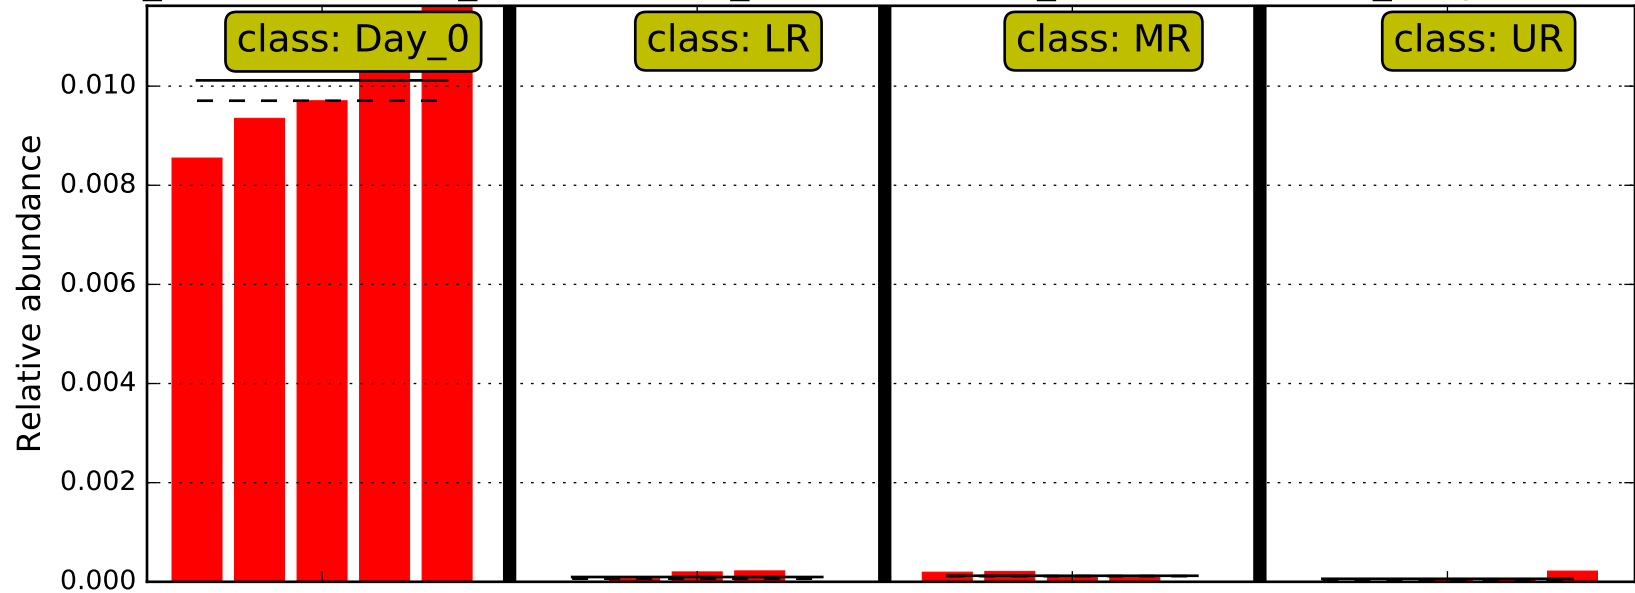 class: Day_0
class: LR
class: MR
class: UR
0.010
0.008
0.006
0.004
0.002
0.000
Relative abundance